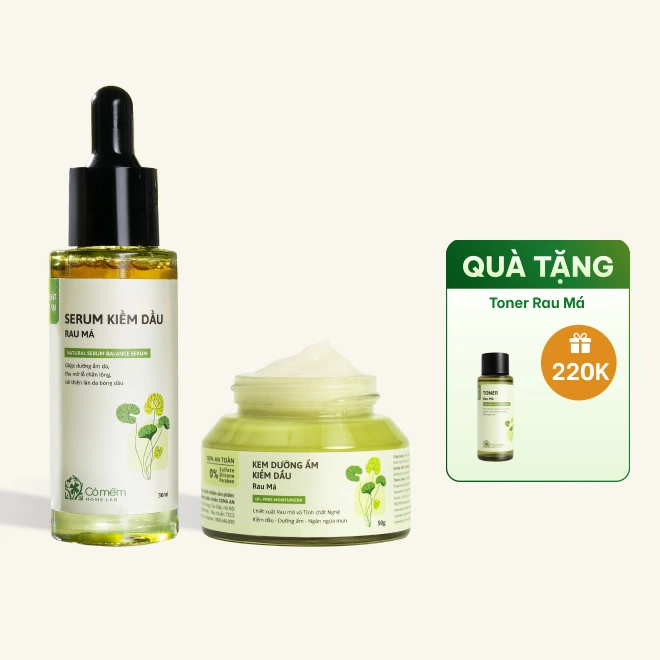 SERUM KIỀM DẦU
RAU MÁ
NATURAL SEBUM-BALANCE SERUM
Giúp dưỡng ẩm da,
thu nhỏ lỗ chân lông,
cải thiện làn da bóng dầu
Cỏ mềm
HOME LAB
30ml
100% AN TOÀN
0%
Sulfate
Silicone
Paraben
KEM DƯỠNG ẨM
KIỀM DẦU
Rau Má
OIL-FREE MOISTURISER
Chiết xuất Rau má và Tinh chất Nghệ
Kiềm dầu - Dưỡng ẩm - Ngăn ngừa mụn
50g
QUÀ TẶNG
Toner Rau Má
220K
TONER
Rau Má